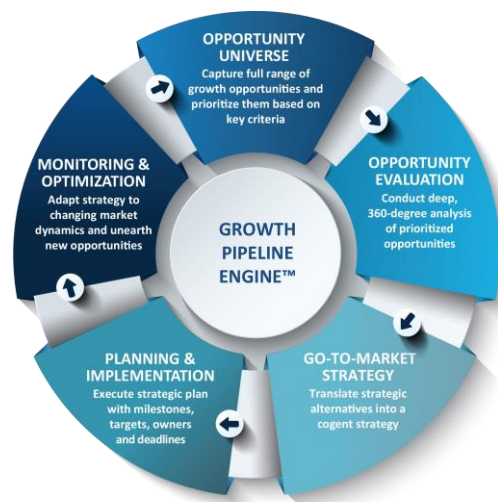 OPPORTUNITY
UNIVERSE
Capture full range of
growth opportunities and
prioritize them based on
key criteria
OPPORTUNITY
EVALUATION
Conduct deep,
360-degree analysis
of prioritized
opportunities
GO-TO-MARKET
STRATEGY
Translate strategic
alternatives into a
cogent strategy
PLANNING &
IMPLEMENTATION
Execute strategic plan
with milestones,
targets, owners
and deadlines
MONITORING &
OPTIMIZATION
Adapt strategy to
changing market
dynamics and unearth
new opportunities
GROWTH
PIPELINE
ENGINE™